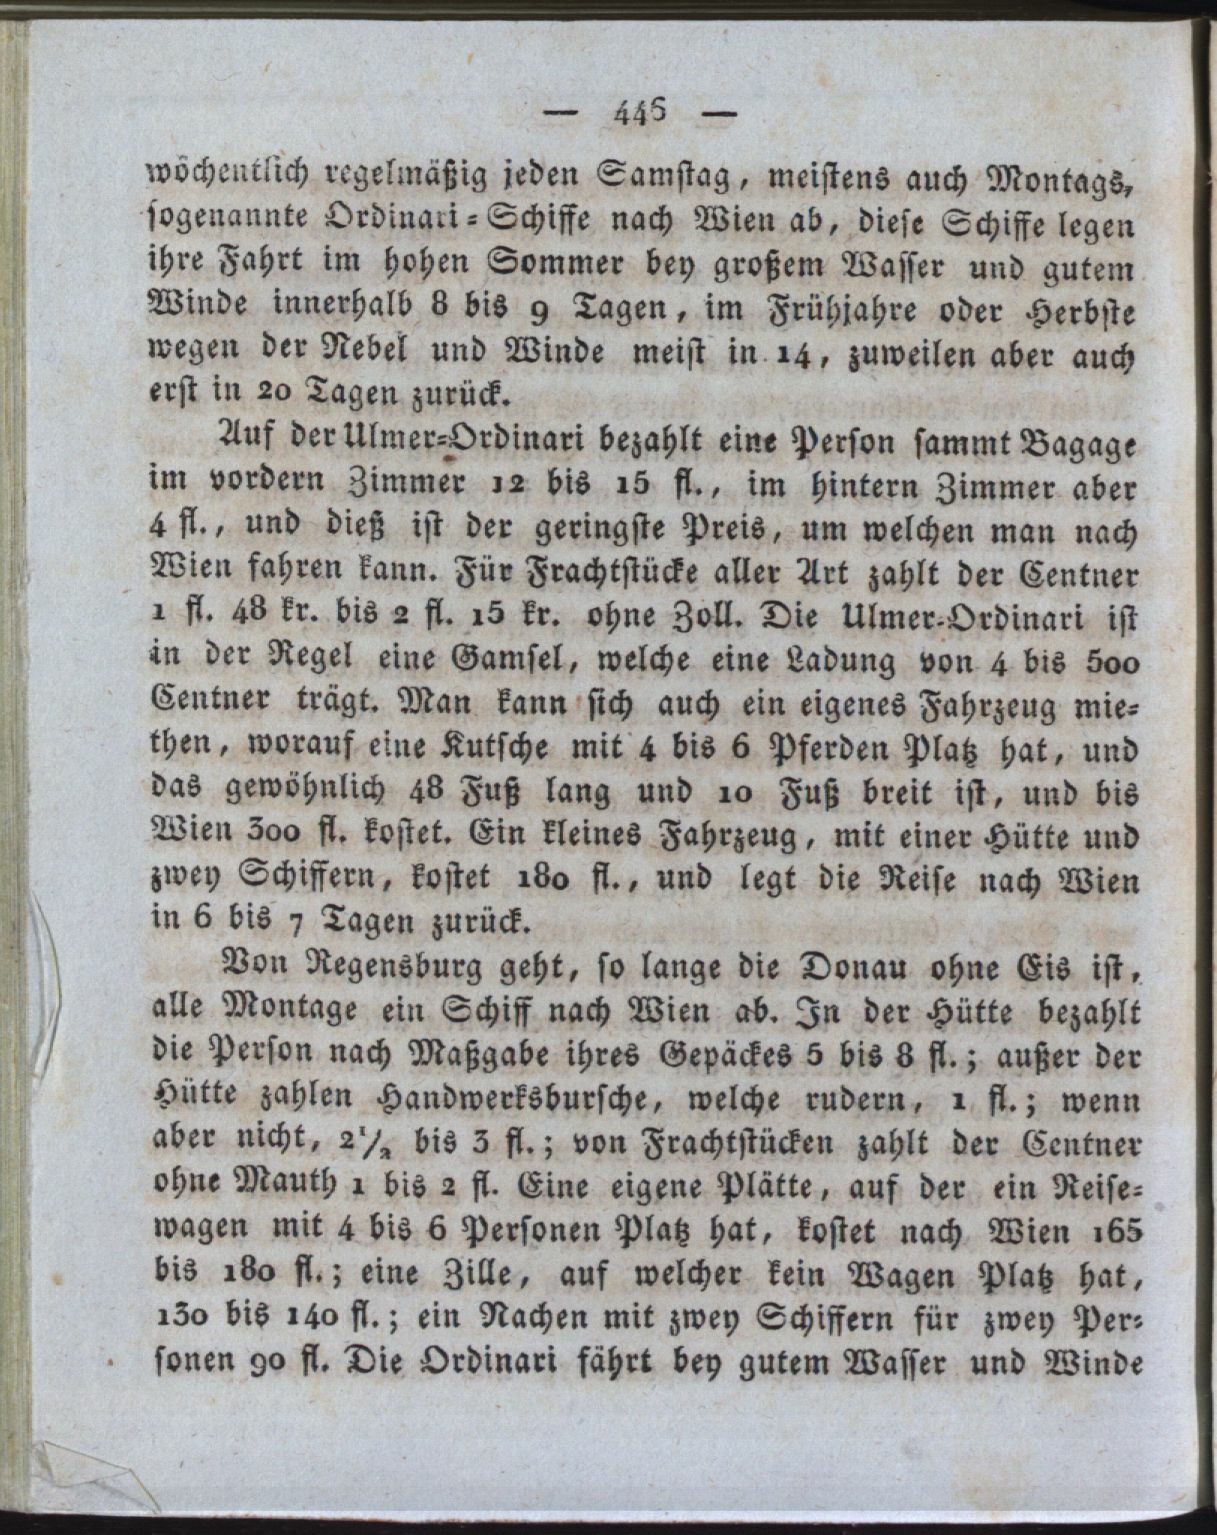 — 446 —
wöchentlich regelmäßig jeden Samstag, meistens auch Montags,
sogenannte Ordinari-Schiffe nach Wien ab, diese Schiffe legen
ihre Fahrt im hohen Sommer bey großem Wasser und gutem
Winde innerhalb 8 bis 9 Tagen, im Frühjahre oder Herbste
wegen der Nebel und Winde meist in 14, zuweilen aber auch
erst in 20 Tagen zurück.
Auf der Ulmer-Ordinari bezahlt eine Person sammt Bagage
im vordern Zimmer 12 bis 15 fl., im hintern Zimmer aber
4 fl., und dieß ist der geringste Preis, um welchen man nach
Wien fahren kann. Für Frachtstücke aller Art zahlt der Centner
1 fl. 48 kr. bis 2 fl. 15 kr. ohne Zoll. Die Ulmer-Ordinari ist
in der Regel eine Gamsel, welche eine Ladung von 4 bis 500
Centner trägt. Man kann sich auch ein eigenes Fahrzeug mie-
then, worauf eine Kutsche mit 4 bis 6 Pferden Platz hat, und
das gewöhnlich 48 Fuß lang und 10 Fuß breit ist, und bis
Wien 300 fl. kostet. Ein kleines Fahrzeug, mit einer Hütte und
zwey Schiffern, kostet 180 fl., und legt die Reise nach Wien
in 6 bis 7 Tagen zurück.
Von Regensburg geht, so lange die Donau ohne Eis ist,
alle Montage ein Schiff nach Wien ab. In der Hütte bezahlt
die Person nach Maßgabe ihres Gepäckes 5 bis 8 fl.; außer der
Hütte zahlen Handwerksbursche, welche rudern, 1 fl.; wenn
aber nicht, 2 1/2 bis 3 fl.; von Frachtstücken zahlt der Centner
ohne Mauth 1 bis 2 fl. Eine eigene Plätte, auf der ein Reise-
wagen mit 4 bis 6 Personen Platz hat, kostet nach Wien 165
bis 180 fl.; eine Zille, auf welcher kein Wagen Platz hat,
130 bis 140 fl.; ein Nachen mit zwey Schiffern für zwey Per-
sonen 90 fl. Die Ordinari fährt bey gutem Wasser und Winde